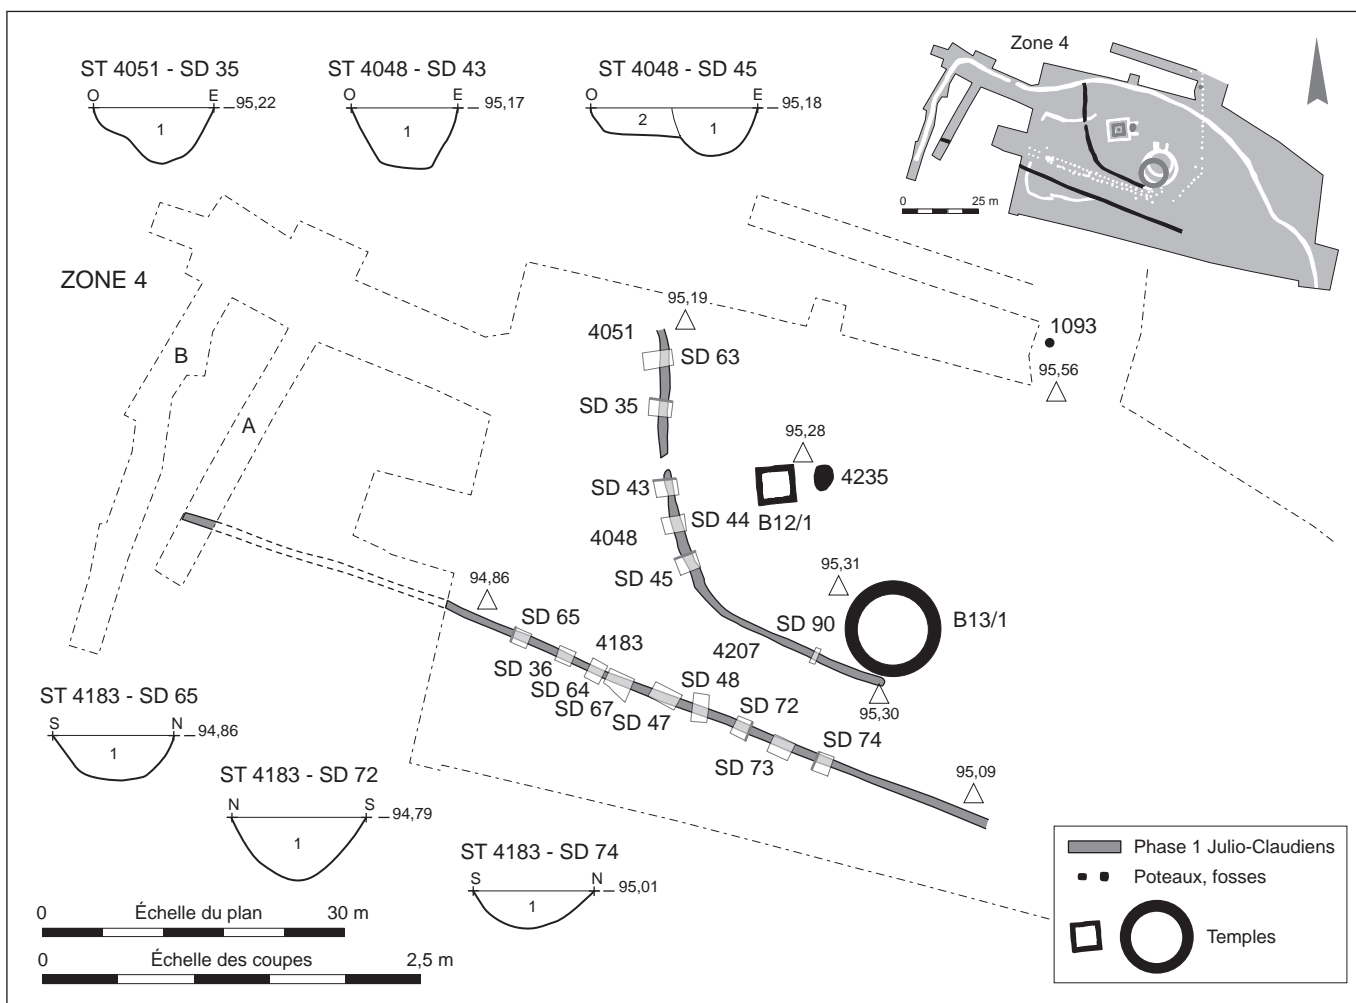 ST 4051 - SD 35
O E 95,22
1
ST 4048 - SD 43
O E 95,17
1
ST 4048 - SD 45
O E 95,18
2 1
Zone 4
0 25 m
ZONE 4
B
A
95,19
4051
SD 63
SD 35
1093
95,56
95,28
4235
B12/1
SD 43
SD 44
4048
SD 45
95,31
SD 90
B13/1
4207
95,30
94,86
SD 65
4183
SD 36
SD 64
SD 67
SD 48
SD 47
SD 72
SD 73
SD 74
95,09
ST 4183 - SD 65
S N 94,86
1
ST 4183 - SD 72
N S 94,79
1
ST 4183 - SD 74
S N 95,01
1
0 Échelle du plan 30 m
0 Échelle des coupes 2,5 m
Phase 1 Julio-Claudiens
Poteaux, fosses
Temples